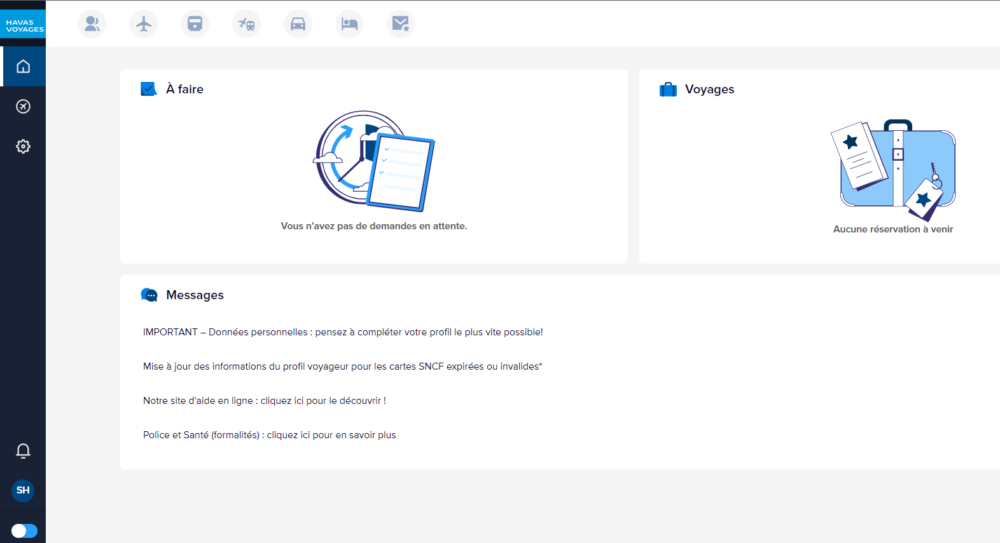 HAVAS
VOYAGES
À faire
Vous n’avez pas de demandes en attente.
Voyages
Aucune réservation à venir
Messages
IMPORTANT – Données personnelles : pensez à compléter votre profil le plus vite possible!
Mise à jour des informations du profil voyageur pour les cartes SNCF expirées ou invalides*
Notre site d'aide en ligne : cliquez ici pour le découvrir !
Police et Santé (formalités) : cliquez ici pour en savoir plus
SH